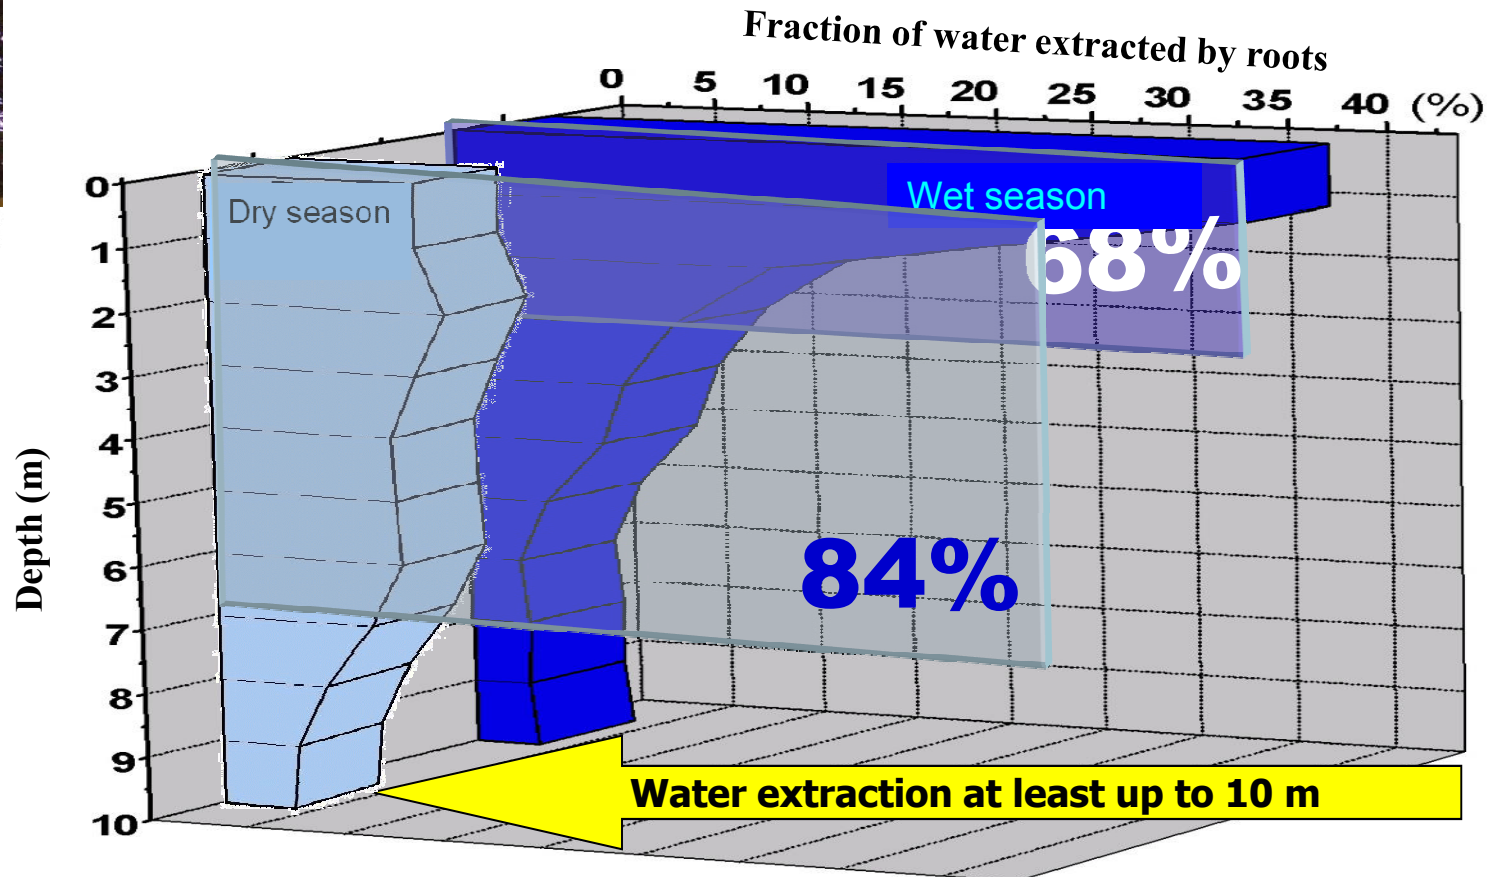 Fraction of water extracted by roots
0 5 10 15 20 25 30 35 40 (%)
Depth (m)
0
1
2
3
4
5
6
7
8
9
10
Dry season
Wet season
68%
84%
Water extraction at least up to 10 m